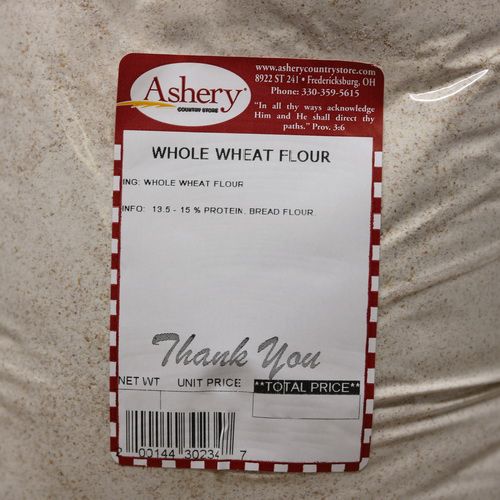 Ashery
COUNTRY STORE
www.asherycountrystore.com
8922 ST 241 • Fredericksburg, OH
Phone: 330-359-5615
"In all thy ways acknowledge
Him and He shall direct thy
paths." Prov. 3:6
WHOLE WHEAT FLOUR
ING: WHOLE WHEAT FLOUR
INFO: 13.5 - 15 % PROTEIN, BREAD FLOUR
Thank You
NET WT UNIT PRICE **TOTAL PRICE**
2 00144 30234 7